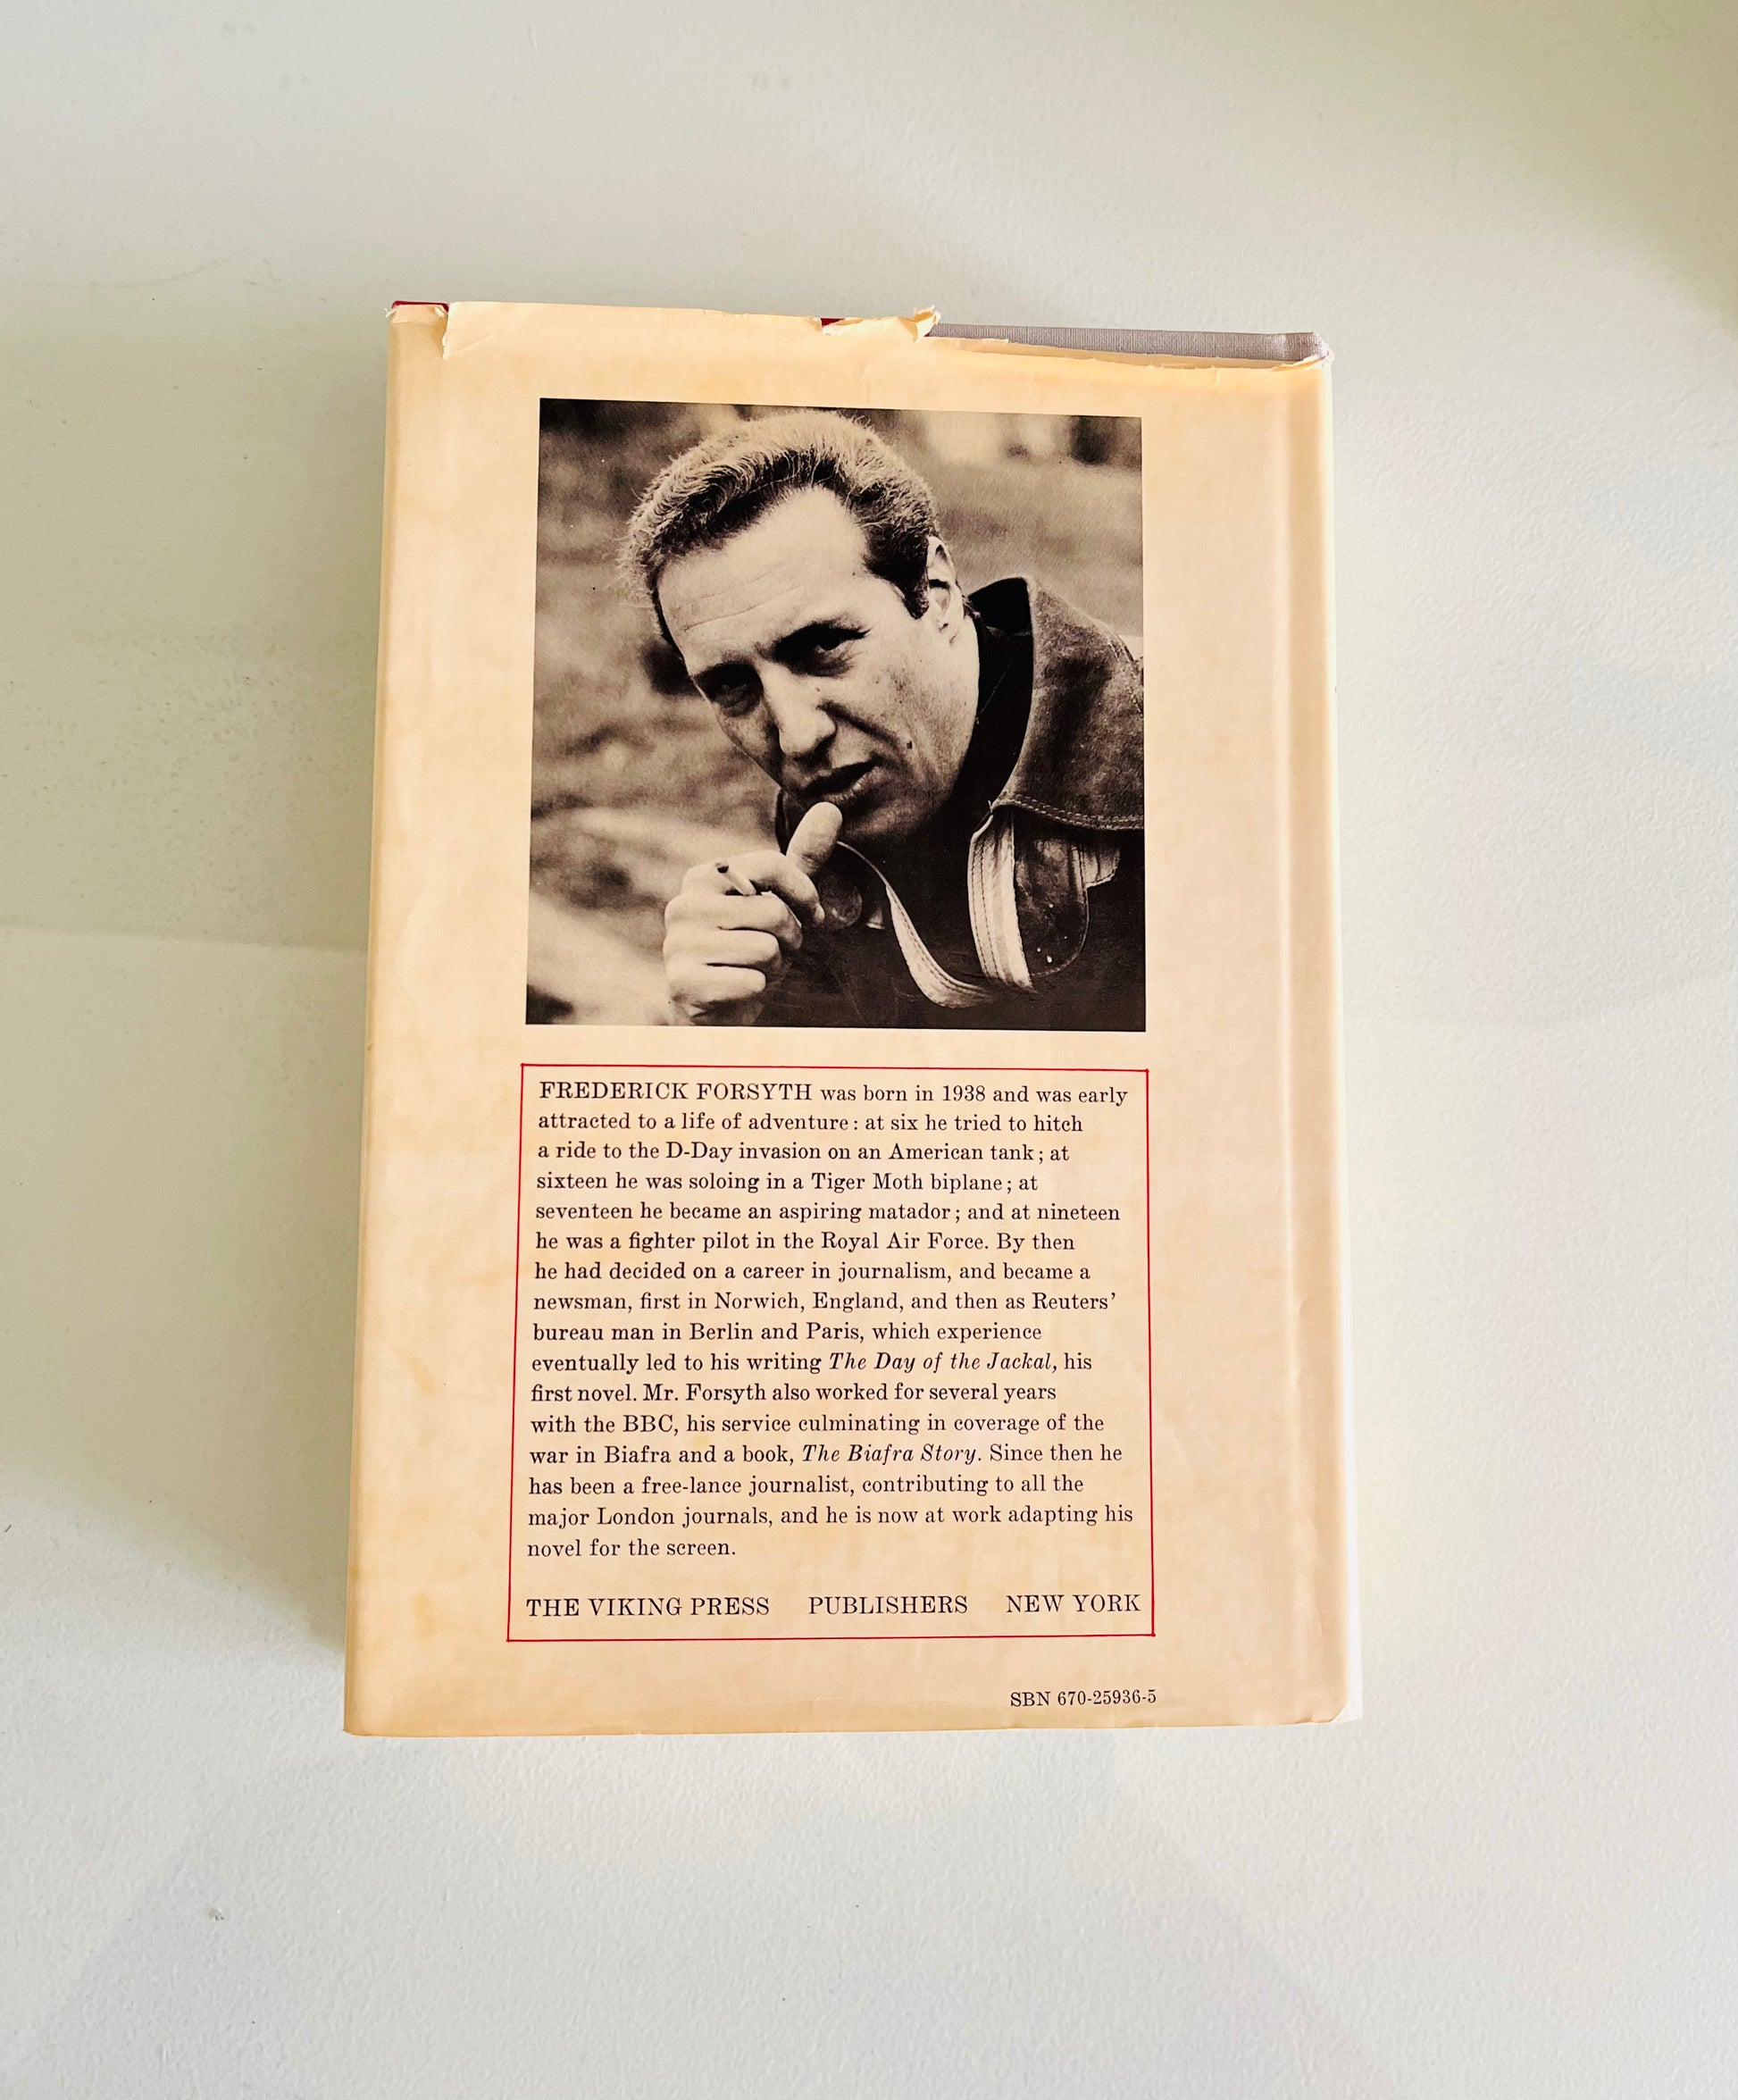 FREDERICK FORSYTH was born in 1938 and was early
attracted to a life of adventure: at six he tried to hitch
a ride to the D-Day invasion on an American tank; at
sixteen he was soloing in a Tiger Moth biplane; at
seventeen he became an aspiring matador; and at nineteen
he was a fighter pilot in the Royal Air Force. By then
he had decided on a career in journalism, and became a
newsman, first in Norwich, England, and then as Reuters'
bureau man in Berlin and Paris, which experience
eventually led to his writing The Day of the Jackal, his
first novel. Mr. Forsyth also worked for several years
with the BBC, his service culminating in coverage of the
war in Biafra and a book, The Biafra Story. Since then he
has been a free-lance journalist, contributing to all the
major London journals, and he is now at work adapting his
novel for the screen.
THE VIKING PRESS PUBLISHERS NEW YORK
SBN 670-25936-5